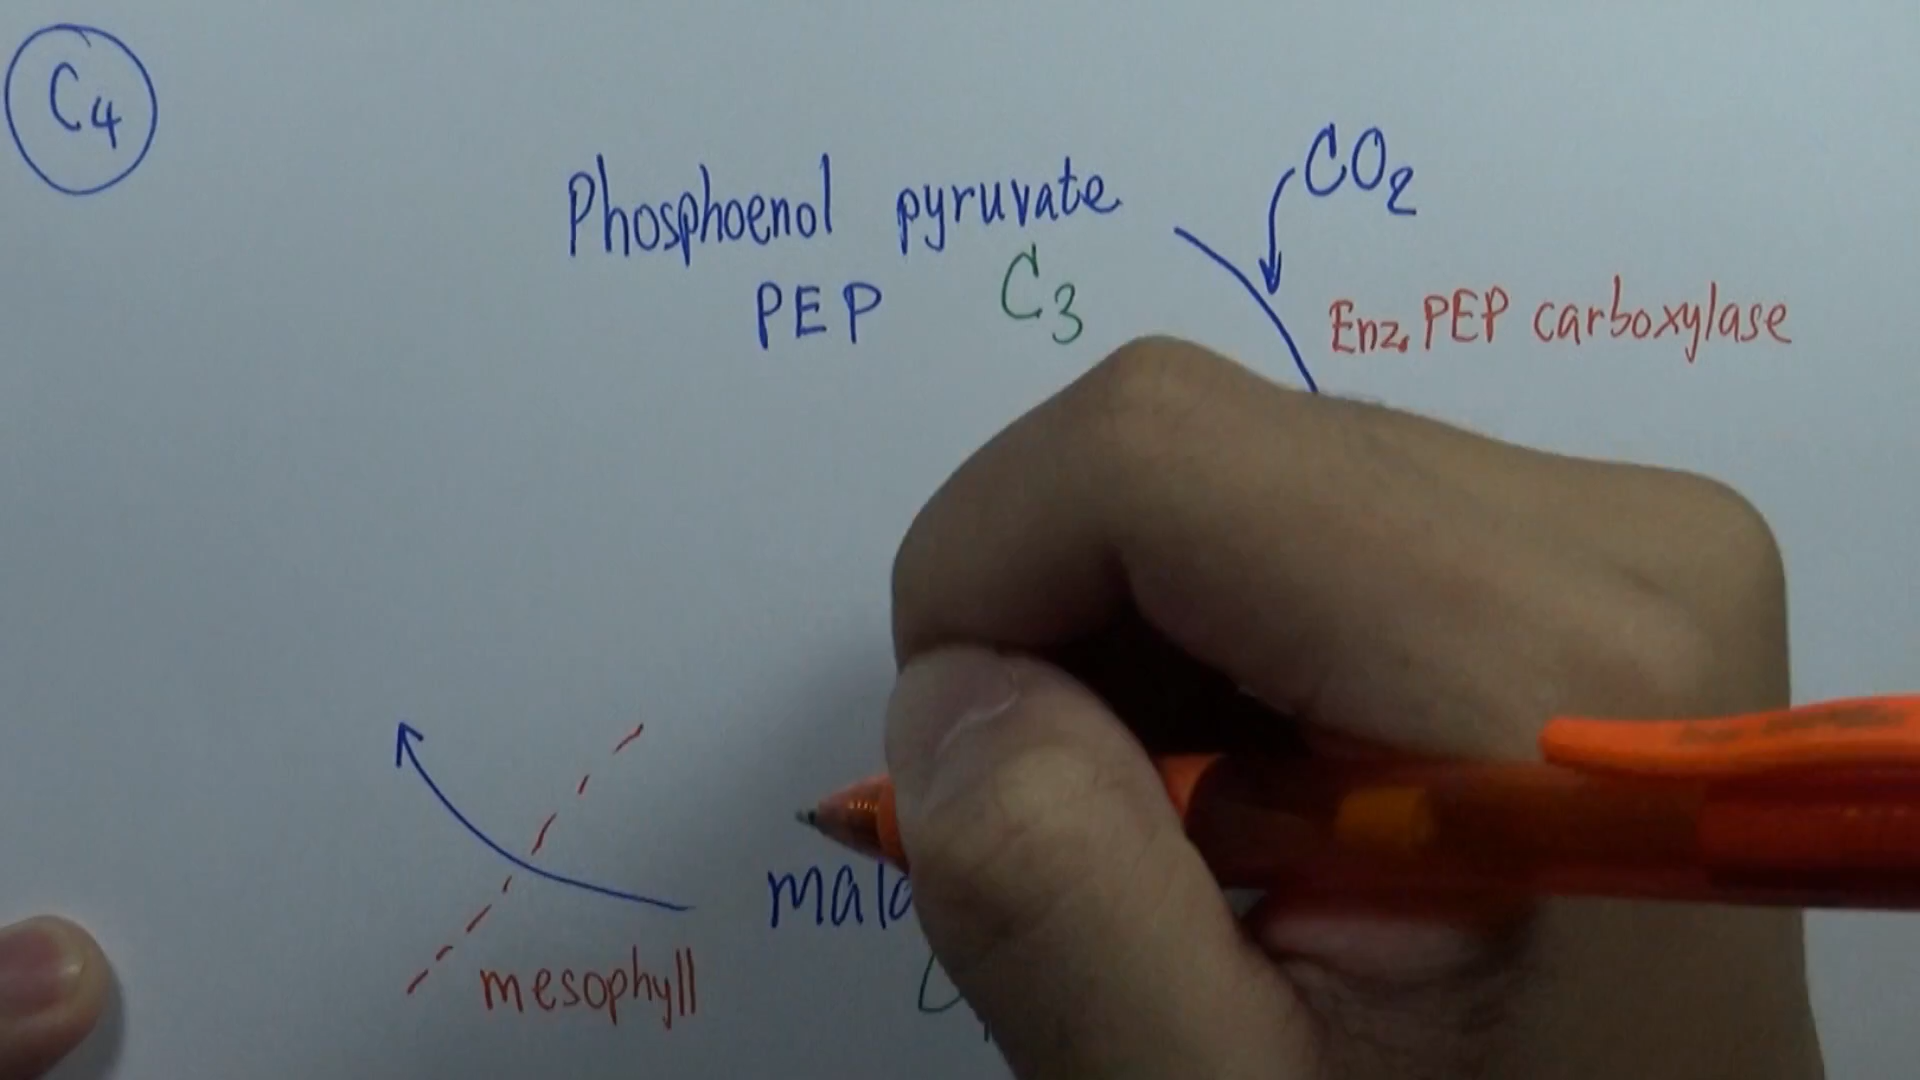 C4
CO2
Phosphoenol pyruvate
PEP C3
Enz. PEP carboxylase
mesophyll